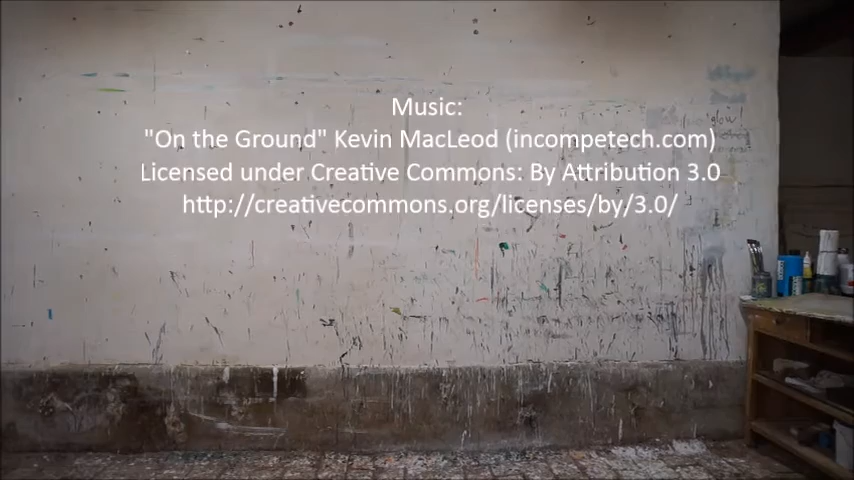 Music:
"On the Ground" Kevin MacLeod (incompetech.com)
Licensed under Creative Commons: By Attribution 3.0
http://creativecommons.org/licenses/by/3.0/
glow!